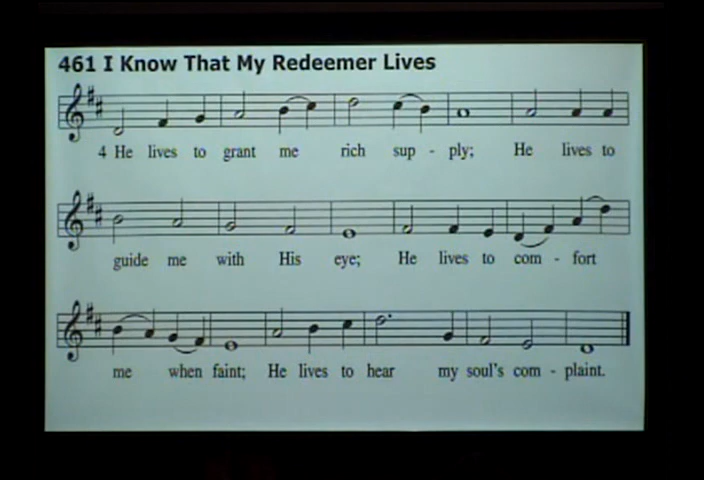 461 I Know That My Redeemer Lives
4 He lives to grant me rich sup - ply; He lives to
guide me with His eye; He lives to com - fort
me when faint; He lives to hear my soul's com - plaint.